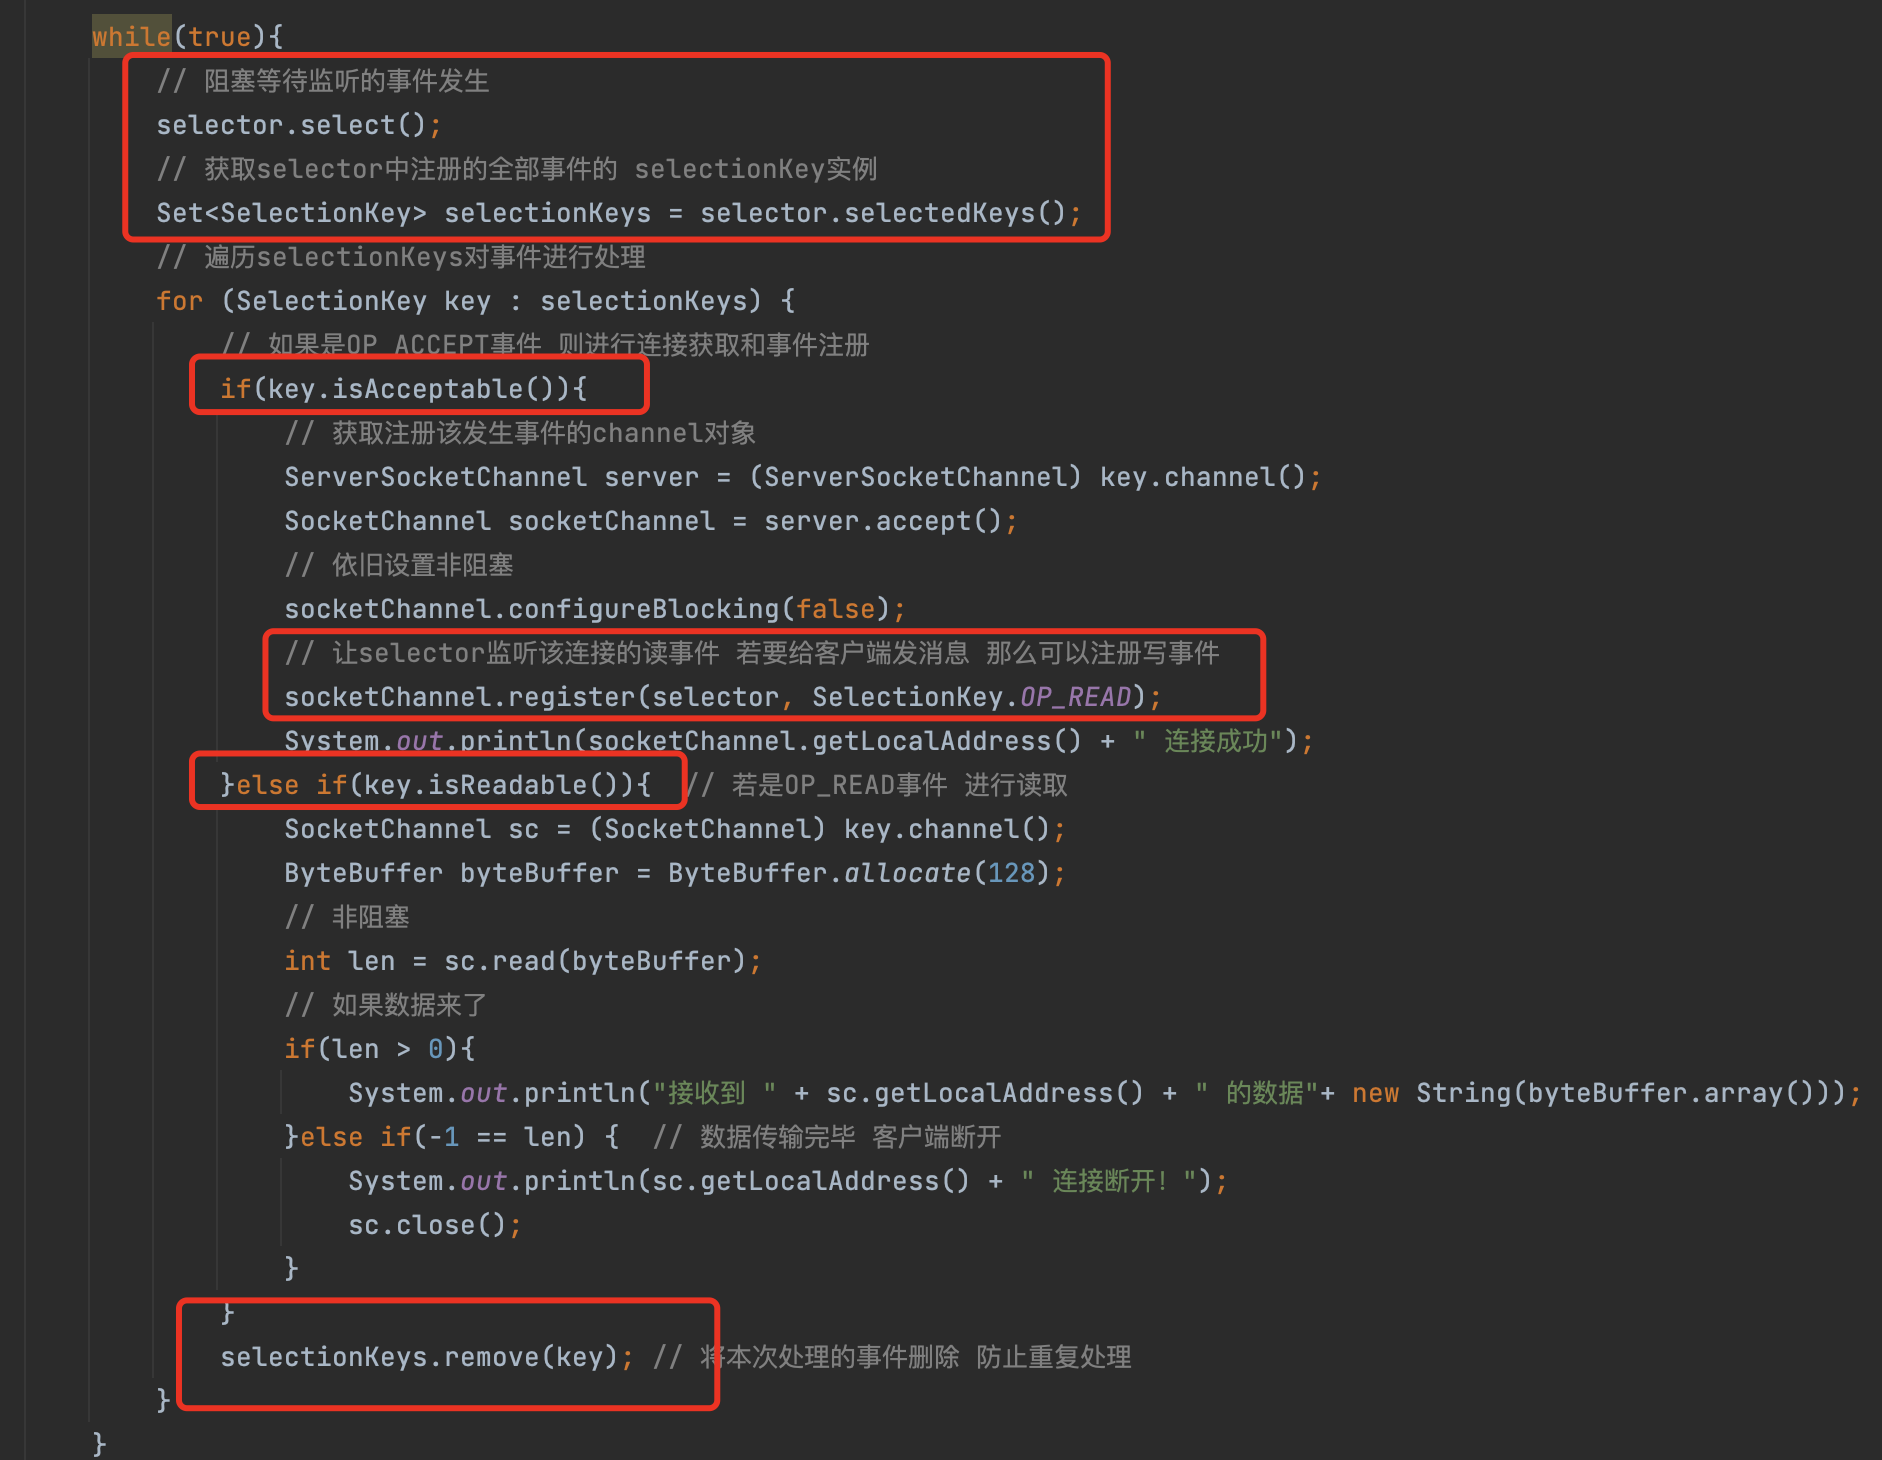 while(true){
// 阻塞等待监听的事件发生
selector.select();
// 获取selector中注册的全部事件的 selectionKey实例
Set<SelectionKey> selectionKeys = selector.selectedKeys();
// 遍历selectionKeys对事件进行处理
for (SelectionKey key : selectionKeys) {
// 如果是OP_ACCEPT事件 则进行连接获取和事件注册
if(key.isAcceptable()){
// 获取注册该发生事件的channel对象
ServerSocketChannel server = (ServerSocketChannel) key.channel();
SocketChannel socketChannel = server.accept();
// 依旧设置非阻塞
socketChannel.configureBlocking(false);
// 让selector监听该连接的读事件 若要给客户端发消息 那么可以注册写事件
socketChannel.register(selector, SelectionKey.OP_READ);
System.out.println(socketChannel.getLocalAddress() + " 连接成功");
}else if(key.isReadable()){ // 若是OP_READ事件 进行读取
SocketChannel sc = (SocketChannel) key.channel();
ByteBuffer byteBuffer = ByteBuffer.allocate(128);
// 非阻塞
int len = sc.read(byteBuffer);
// 如果数据来了
if(len > 0){
System.out.println("接收到 " + sc.getLocalAddress() + " 的数据"+ new String(byteBuffer.array()));
}else if(-1 == len) { // 数据传输完毕 客户端断开
System.out.println(sc.getLocalAddress() + " 连接断开！");
sc.close();
}
}
selectionKeys.remove(key); // 将本次处理的事件删除 防止重复处理
}
}